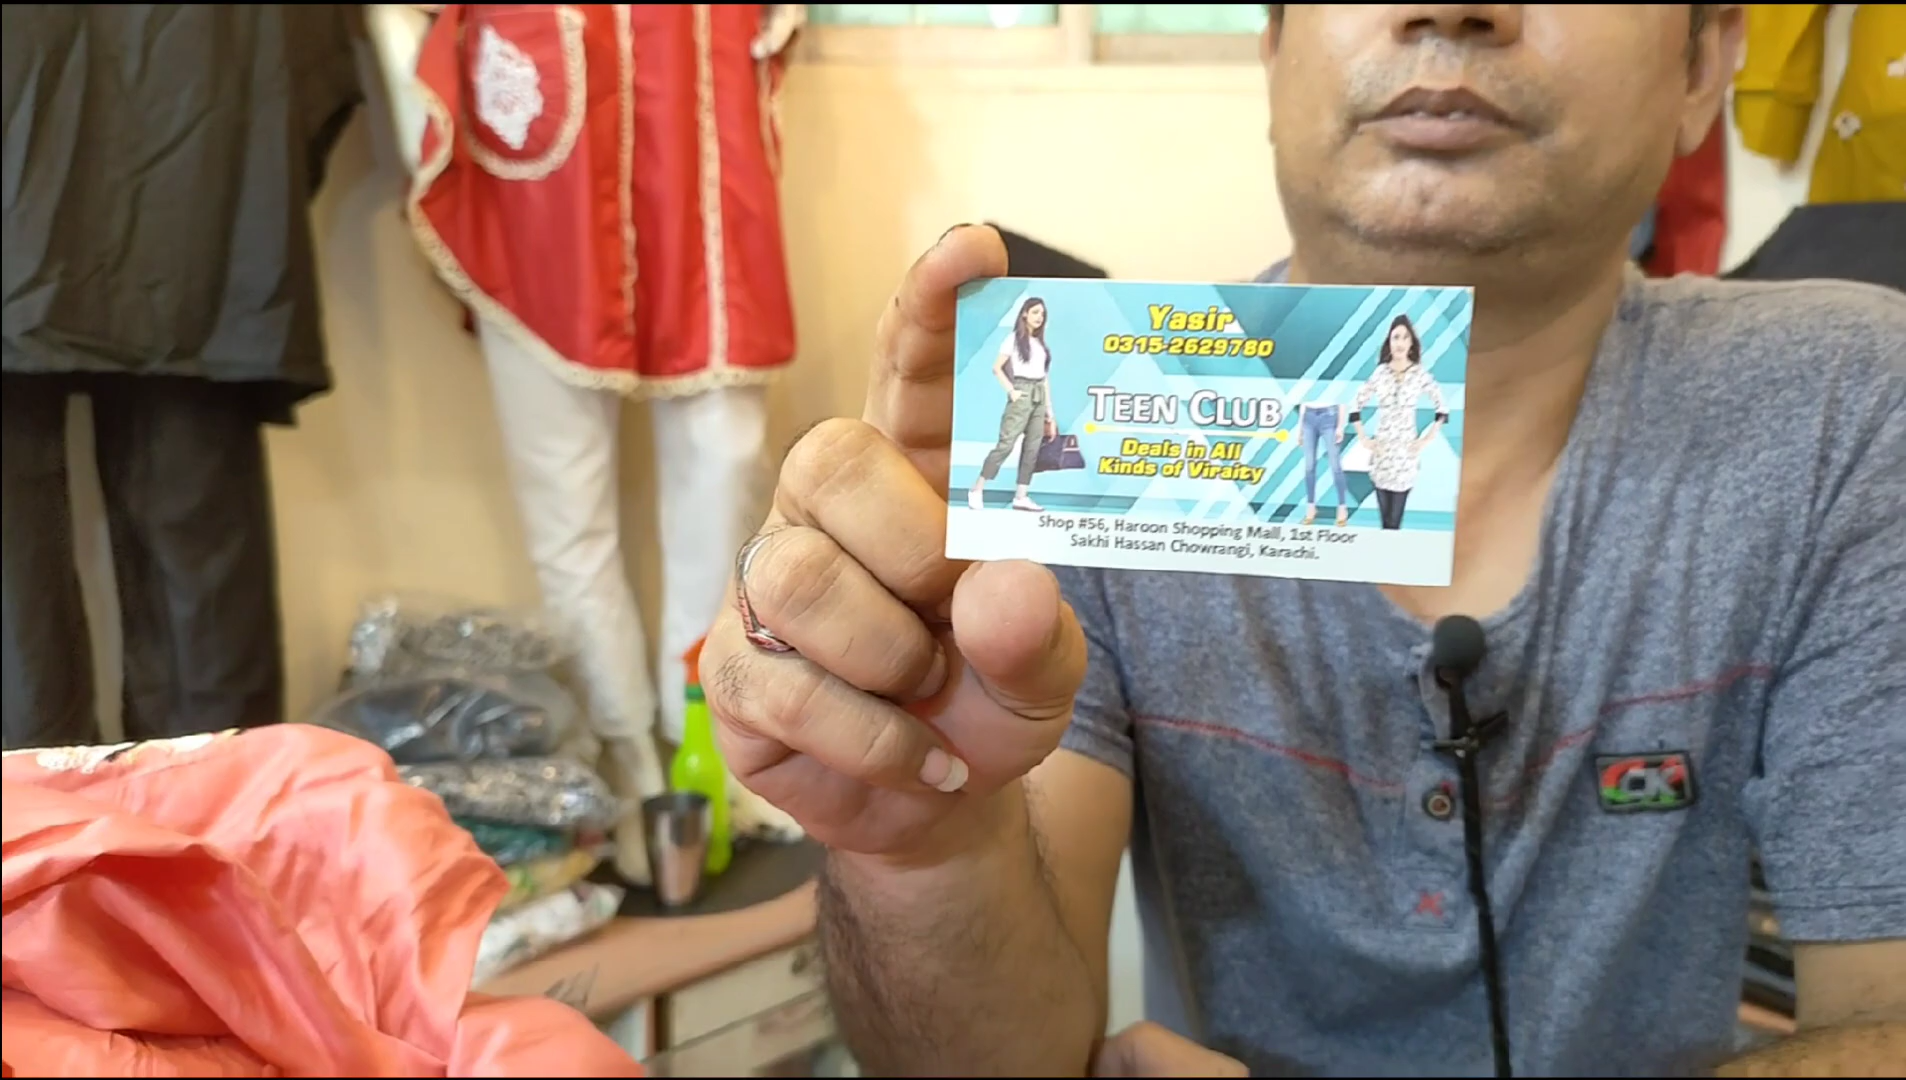 Yasir
0315-2629780
TEEN CLUB
Deals in All
Kinds of Viraity
Shop #56, Haroon Shopping Mall, 1st Floor
Sakhi Hassan Chowrangi, Karachi.